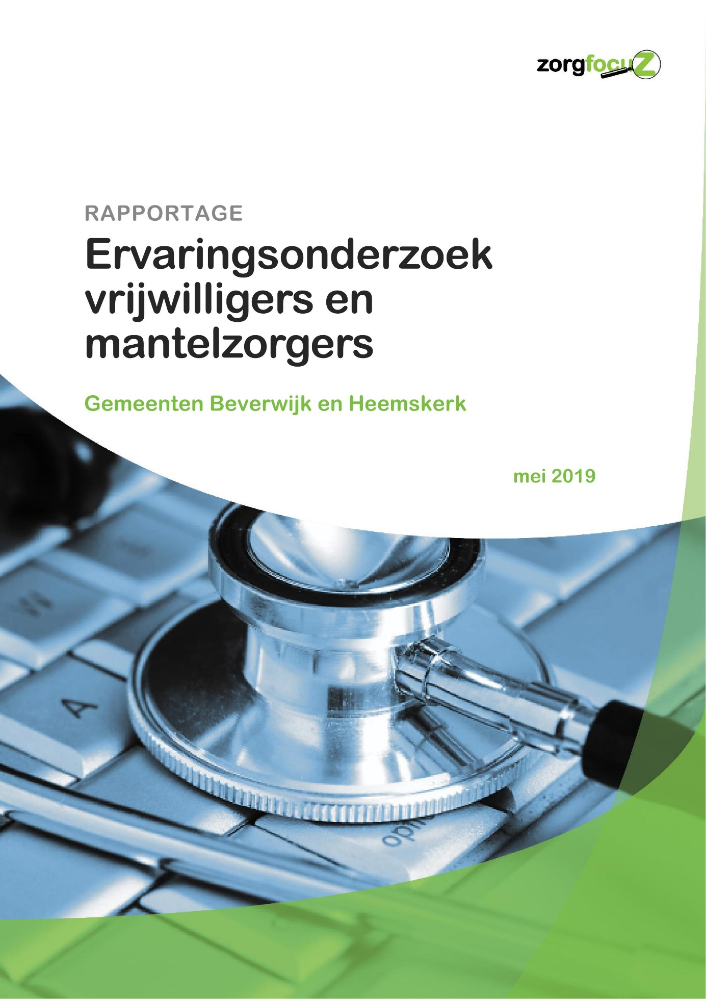 zorgfocuZ
RAPPORTAGE
Ervaringsonderzoek
vrijwilligers en
mantelzorgers
Gemeenten Beverwijk en Heemskerk
mei 2019
A